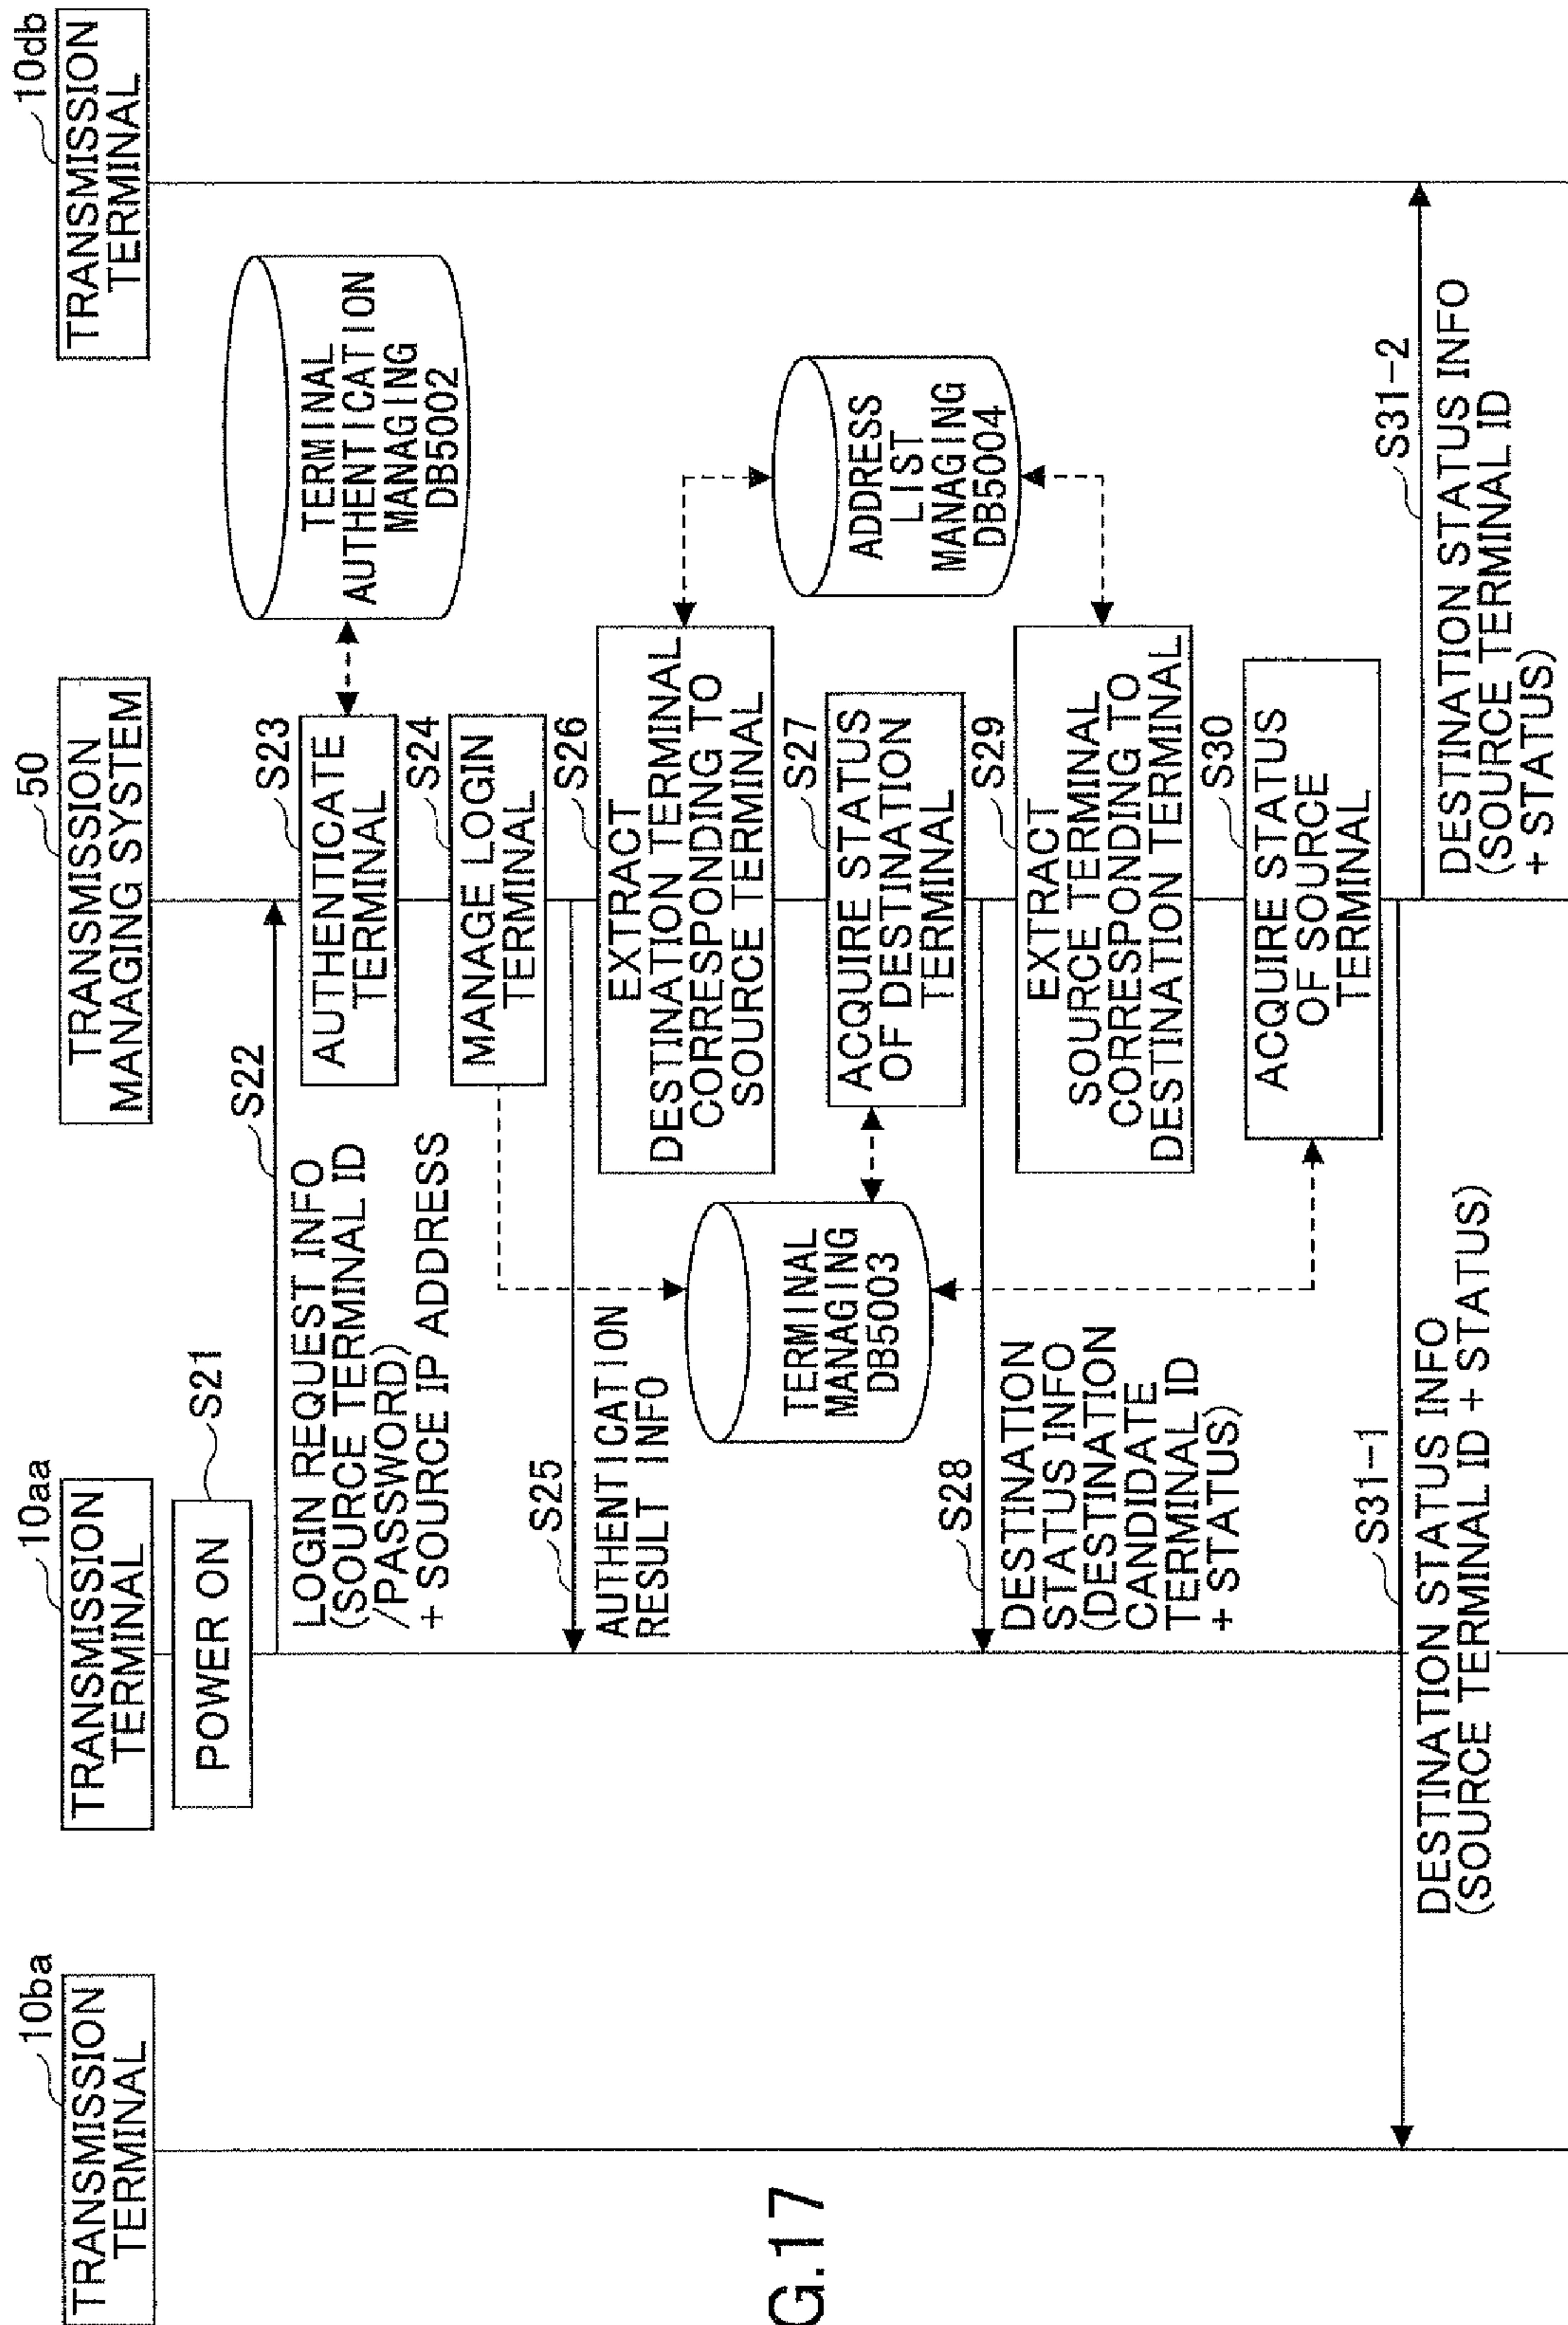 10ba
TRANSMISSION
TERMINAL
10aa
TRANSMISSION
TERMINAL
50
TRANSMISSION
MANAGING SYSTEM
10db
TRANSMISSION
TERMINAL
POWER ON
S21
S22
LOGIN REQUEST INFO
(SOURCE TERMINAL ID
/PASSWORD)
+ SOURCE IP ADDRESS
S23
AUTHENTICATE
TERMINAL
TERMINAL
AUTHENTICATION
MANAGING
DB5002
S24
MANAGE LOGIN
TERMINAL
S25
AUTHENTICATION
RESULT INFO
S26
EXTRACT
DESTINATION TERMINAL
CORRESPONDING TO
SOURCE TERMINAL
TERMINAL
MANAGING
DB5003
S27
ACQUIRE STATUS
OF DESTINATION
TERMINAL
ADDRESS
LIST
MANAGING
DB5004
S28
DESTINATION
STATUS INFO
(DESTINATION
CANDIDATE
TERMINAL ID
+ STATUS)
S29
EXTRACT
SOURCE TERMINAL
CORRESPONDING TO
DESTINATION TERMINAL
S30
ACQUIRE STATUS
OF SOURCE
TERMINAL
S31-1
DESTINATION STATUS INFO
(SOURCE TERMINAL ID + STATUS)
S31-2
DESTINATION STATUS INFO
(SOURCE TERMINAL ID
+ STATUS)
G.17